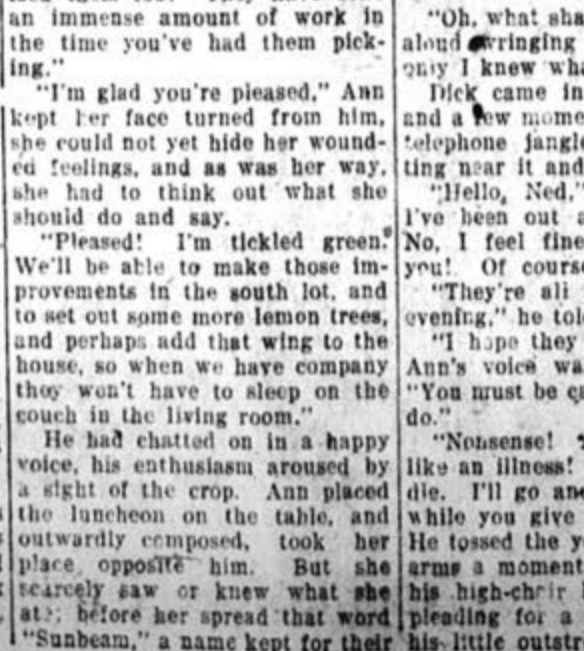 an immense amount of work in
the time you've had them pick-
ing."
"I'm glad you're pleased," Ann
kept her face turned from him,
she could not yet hide her wound-
ed feelings, and as was her way,
she had to think out what she
should do and say.
"Pleased! I'm tickled green.
We'll be able to make those im-
provements in the south lot, and
to set out some more lemon trees,
and perhaps add that wing to the
house, so when we have company
they won't have to sleep on the
couch in the living room."
He had chatted on in a happy
voice, his enthusiasm aroused by
a sight of the crop. Ann placed
the luncheon on the table, and
outwardly composed, took her
place opposite him. But she
scarcely saw or knew what she
ate; before her spread that word
"Sunbeam," a name kept for their
"Oh, what sha
aloud wringing
only I knew wha
Dick came in
and a few mome
telephone jangle
ting near it and
"Hello, Ned,
I've been out
No, I feel fine
you! Of course
"They're all
evening," he tol
"I hope they
Ann's voice wa
"You must be
do."
"Nonsense!
like an illness!
die. I'll go an
while you give
He tossed the y
arms a moment
his high-chair
pleading for a
his little outstr